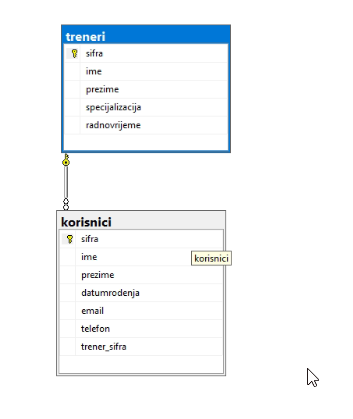 treneri
sifra
ime
prezime
specijalizacija
radnovrijeme
korisnici
sifra
ime
korisnici
prezime
datumrodenja
email
telefon
trener_sifra